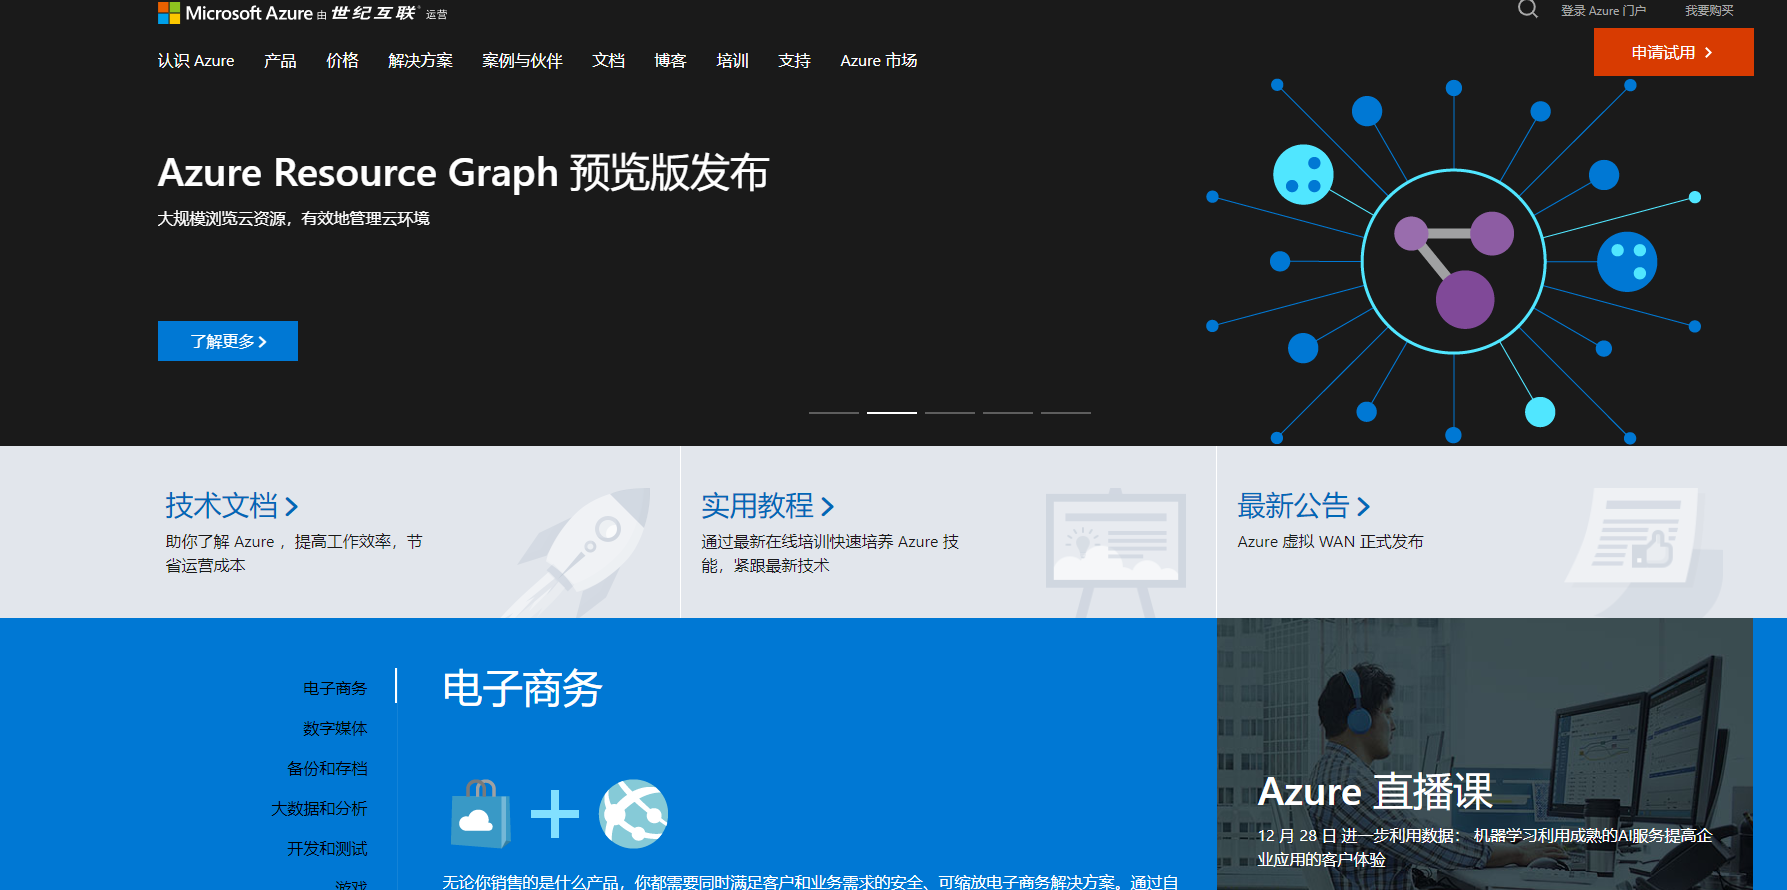 Microsoft Azure 由 世纪互联 运营
登录 Azure 门户
我要购买
认识 Azure
产品
价格
解决方案
案例与伙伴
文档
博客
培训
支持
Azure 市场
申请试用
Azure Resource Graph 预览版发布
大规模浏览云资源，有效地管理云环境
了解更多
技术文档
助你了解 Azure ，提高工作效率，节
省运营成本
实用教程
通过最新在线培训快速培养 Azure 技
能，紧跟最新技术
最新公告
Azure 虚拟 WAN 正式发布
电子商务
数字媒体
备份和存档
大数据和分析
开发和测试
游戏
电子商务
无论你销售的是什么产品，你都需要同时满足客户和业务需求的安全、可缩放电子商务解决方案。通过自
Azure 直播课
12 月 28 日 进一步利用数据： 机器学习利用成熟的AI服务提高企
业应用的客户体验